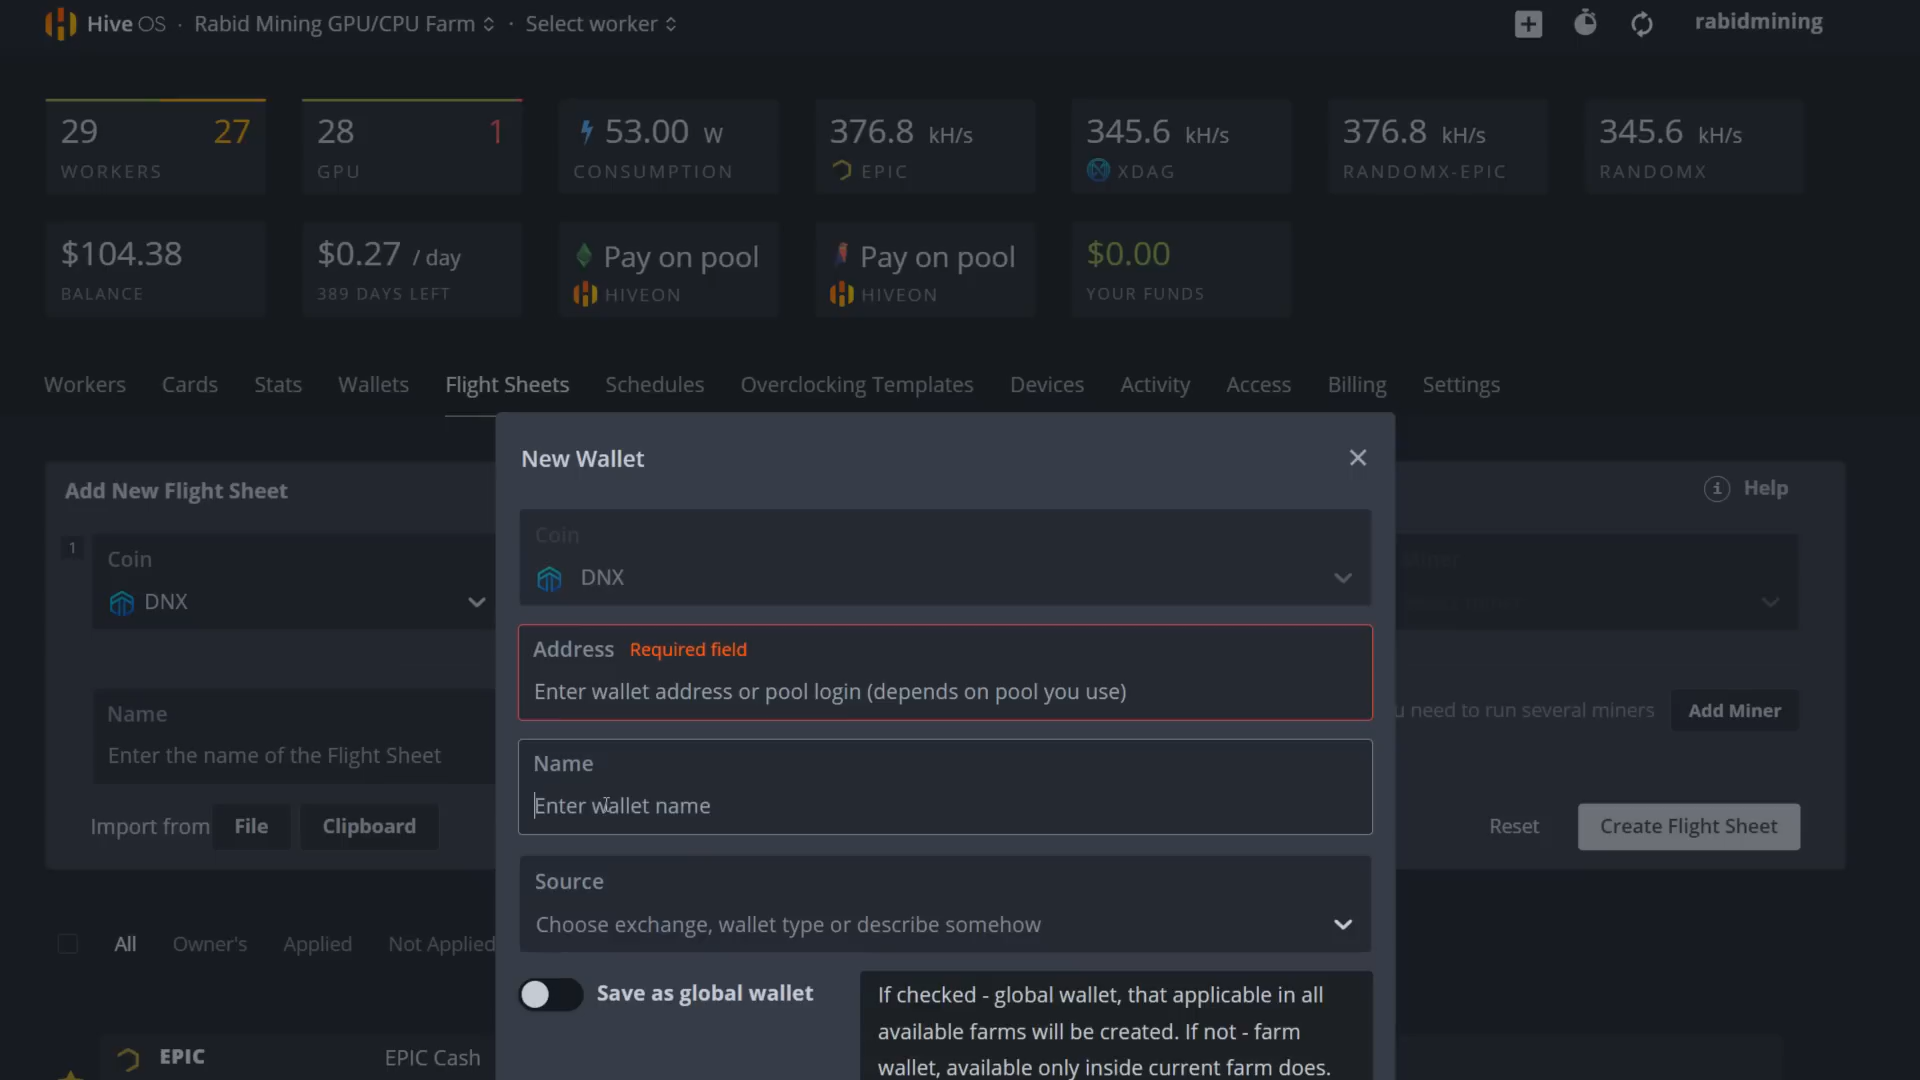 Hive OS · Rabid Mining GPU/CPU Farm · Select worker
rabidmining
29 27
WORKERS
28 1
GPU
53.00 W
CONSUMPTION
376.8 kH/s
EPIC
345.6 kH/s
XDAG
376.8 kH/s
RANDOMX-EPIC
345.6 kH/s
RANDOMX
$104.38
BALANCE
$0.27 / day
389 DAYS LEFT
Pay on pool
HIVEON
Pay on pool
HIVEON
$0.00
YOUR FUNDS
Workers Cards Stats Wallets Flight Sheets Schedules Overclocking Templates Devices Activity Access Billing Settings
Add New Flight Sheet
Help
1
Coin
DNX
Name
Enter the name of the Flight Sheet
Import from File Clipboard
New Wallet
Coin
DNX
Address Required field
Enter wallet address or pool login (depends on pool you use)
Name
Enter wallet name
Source
Choose exchange, wallet type or describe somehow
Save as global wallet
If checked - global wallet, that applicable in all
available farms will be created. If not - farm
wallet, available only inside current farm does.
Miner
need to run several miners Add Miner
Reset Create Flight Sheet
All Owner's Applied Not Applied
EPIC EPIC Cash